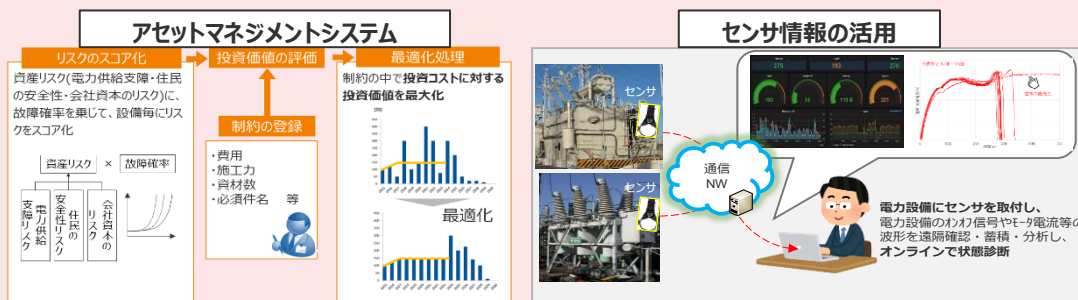 アセットマネジメントシステム
リスクのスコア化
投資価値の評価
最適化処理
資産リスク(電力供給支障・住民
の安全性・会社資本のリスク)に、
故障確率を乗じて、設備毎にリス
クをスコア化
資産リスク
×
故障確率
電力供給
支障リスク
住民の
安全性リスク
会社資本の
リスク
制約の登録
・費用
・施工力
・資材数
・必須件名 等
制約の中で投資コストに対する
投資価値を最大化
最適化
センサ情報の活用
センサ
センサ
通信
NW
電力設備にセンサを取付し、
電力設備のオンオフ信号やモータ電流等の
波形を遠隔確認・蓄積・分析し、
オンラインで状態診断